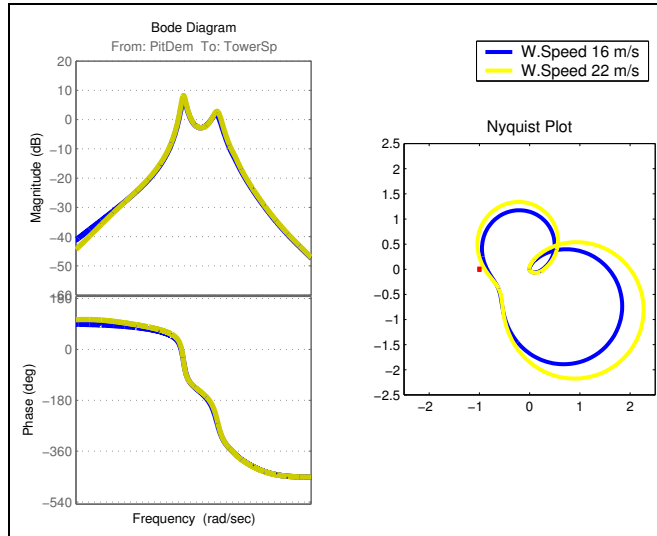 Bode Diagram
From: PitDem To: TowerSp
20
10
0
−10
−20
−30
−40
−50
−60
Magnitude (dB)
180
0
−180
−360
−540
Phase (deg)
Frequency (rad/sec)
W.Speed 16 m/s
W.Speed 22 m/s
Nyquist Plot
2.5
2
1.5
1
0.5
0
−0.5
−1
−1.5
−2
−2.5
−2 −1 0 1 2